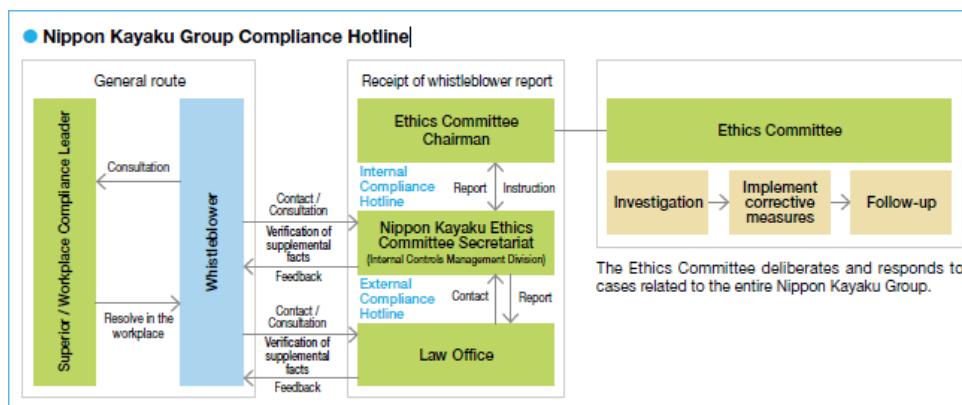 Nippon Kayaku Group Compliance Hotline
General route
Superior / Workplace Compliance Leader
Consultation
Resolve in the
workplace
Whistleblower
Contact /
Consultation
Verification of
supplemental
facts
Feedback
Contact /
Consultation
Verification of
supplemental
facts
Feedback
Receipt of whistleblower report
Ethics Committee
Chairman
Internal
Compliance
Hotline
Report
Instruction
Nippon Kayaku Ethics
Committee Secretariat
(Internal Controls Management Division)
External
Compliance
Hotline
Contact
Report
Law Office
Ethics Committee
Investigation
Implement
corrective
measures
Follow-up
The Ethics Committee deliberates and responds to
cases related to the entire Nippon Kayaku Group.